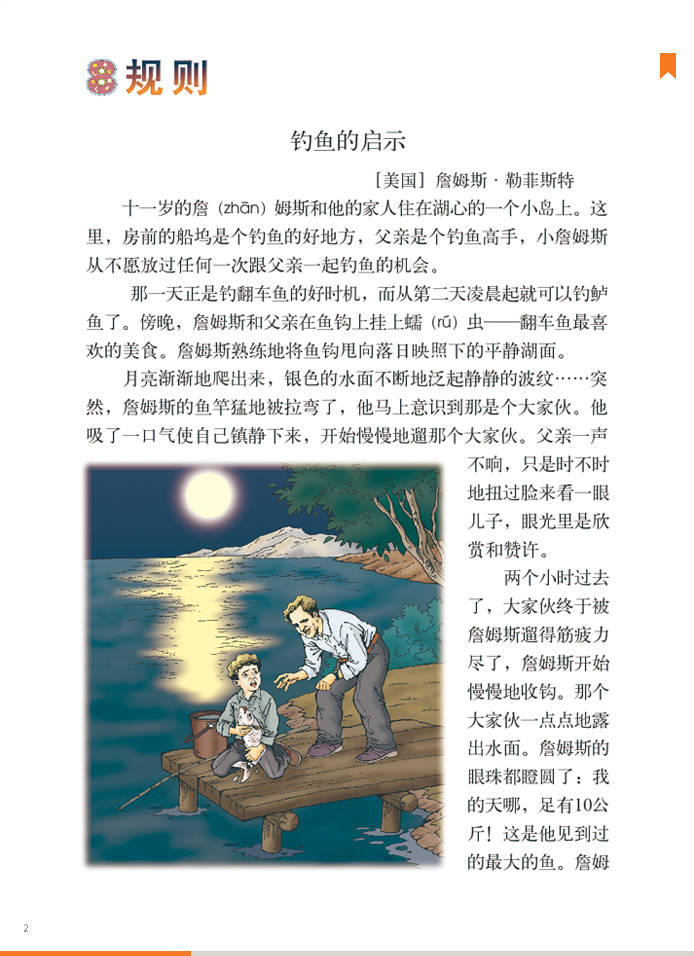 8 规则
钓鱼的启示
［美国］詹姆斯·勒菲斯特
十一岁的詹（zhān）姆斯和他的家人住在湖心的一个小岛上。这
里，房前的船坞是个钓鱼的好地方，父亲是个钓鱼高手，小詹姆斯
从不愿放过任何一次跟父亲一起钓鱼的机会。
那一天正是钓翻车鱼的好时机，而从第二天凌晨起就可以钓鲈
鱼了。傍晚，詹姆斯和父亲在鱼钩上挂上蠕（rú）虫——翻车鱼最喜
欢的美食。詹姆斯熟练地将鱼钩甩向落日映照下的平静湖面。
月亮渐渐地爬出来，银色的水面不断地泛起静静的波纹……突
然，詹姆斯的鱼竿猛地被拉弯了，他马上意识到那是个大家伙。他
吸了一口气使自己镇静下来，开始慢慢地遛那个大家伙。父亲一声
不响，只是时不时
地扭过脸来看一眼
儿子，眼光里是欣
赏和赞许。
两个小时过去
了，大家伙终于被
詹姆斯遛得筋疲力
尽了，詹姆斯开始
慢慢地收钩。那个
大家伙一点点地露
出水面。詹姆斯的
眼珠都瞪圆了：我
的天哪，足有10公
斤！这是他见到过
的最大的鱼。詹姆
2